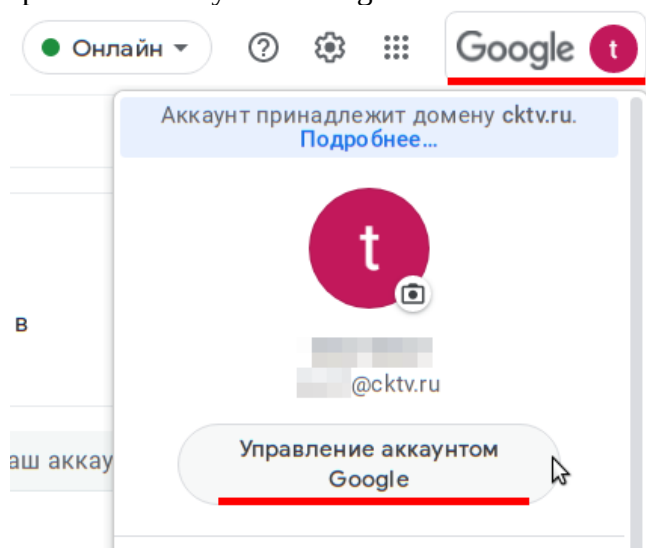 Онлайн
Google t
Аккаунт принадлежит домену cktv.ru.
Подробнее…
t
в
@cktv.ru
аш аккау
Управление аккаунтом
Google